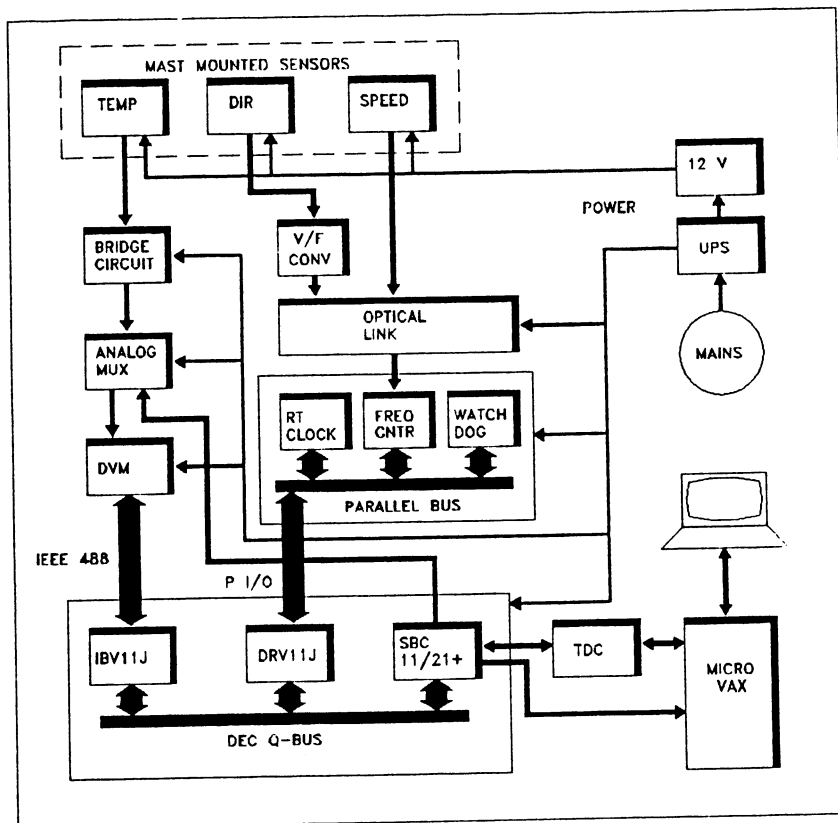 MAST MOUNTED SENSORS
TEMP
DIR
SPEED
12 V
POWER
UPS
MAINS
BRIDGE
CIRCUIT
V/F
CONV
OPTICAL
LINK
ANALOG
MUX
RT
CLOCK
FREQ
CNTR
WATCH
DOG
DVM
PARALLEL BUS
IEEE 488
P I/O
IBV11J
DRV11J
SBC
11/21+
TDC
MICRO
VAX
DEC Q-BUS